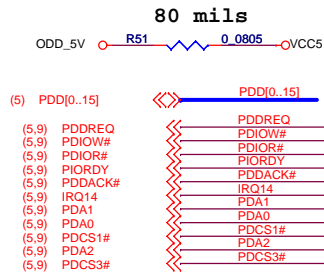 80 mils
ODD_5V R51 0_0805 VCC5
(5) PDD[0..15] PDD[0..15]
(5,9) PDDREQ PDDREQ
(5,9) PDIOW# PDIOW#
(5,9) PDIOR# PDIOR#
(5,9) PIORDY PIORDY
(5,9) PDDACK# PDDACK#
(5,9) IRQ14 IRQ14
(5,9) PDA1 PDA1
(5,9) PDA0 PDA0
(5,9) PDCS1# PDCS1#
(5,9) PDA2 PDA2
(5,9) PDCS3# PDCS3#